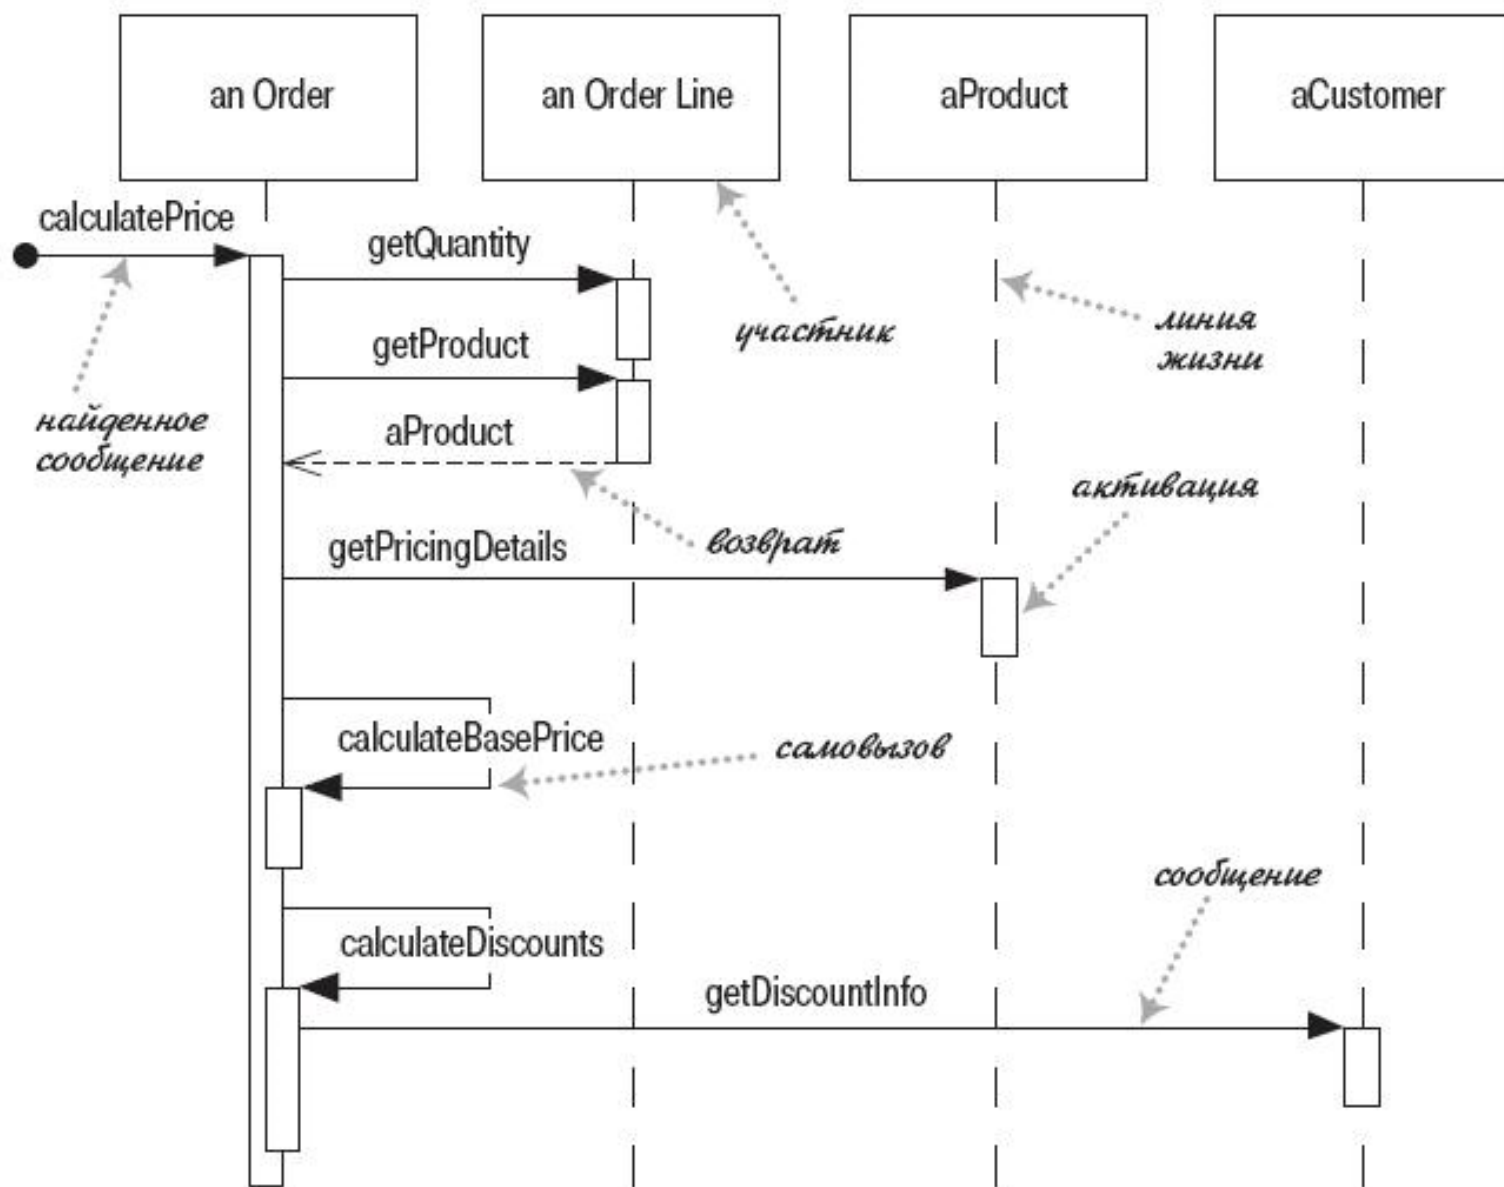 an Order
an Order Line
aProduct
aCustomer
calculatePrice
getQuantity
участник
линия
жизни
getProduct
найденное
сообщение
aProduct
активация
возврат
getPricingDetails
calculateBasePrice
самовызов
сообщение
calculateDiscounts
getDiscountInfo